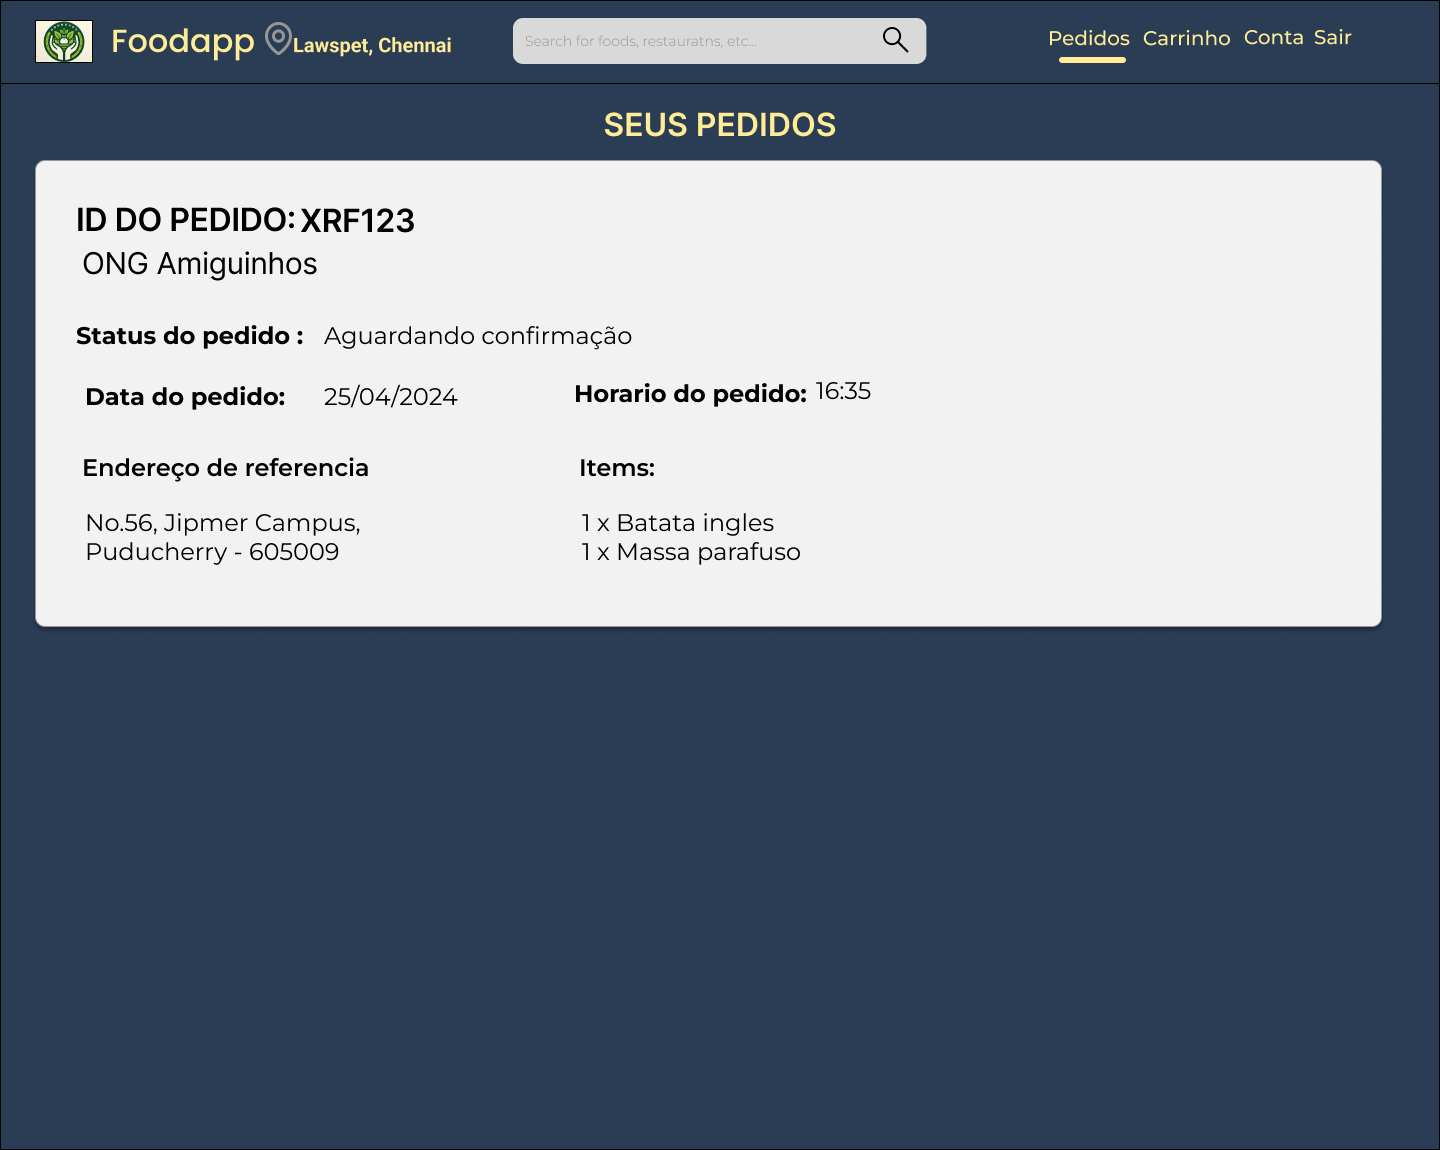 Foodapp
Lawspet, Chennai
Search for foods, restauratns, etc...
Pedidos Carrinho Conta Sair
SEUS PEDIDOS
ID DO PEDIDO: XRF123
ONG Amiguinhos
Status do pedido : Aguardando confirmação
Data do pedido: 25/04/2024
Horario do pedido: 16:35
Endereço de referencia
No.56, Jipmer Campus,
Puducherry - 605009
Items:
1 x Batata ingles
1 x Massa parafuso